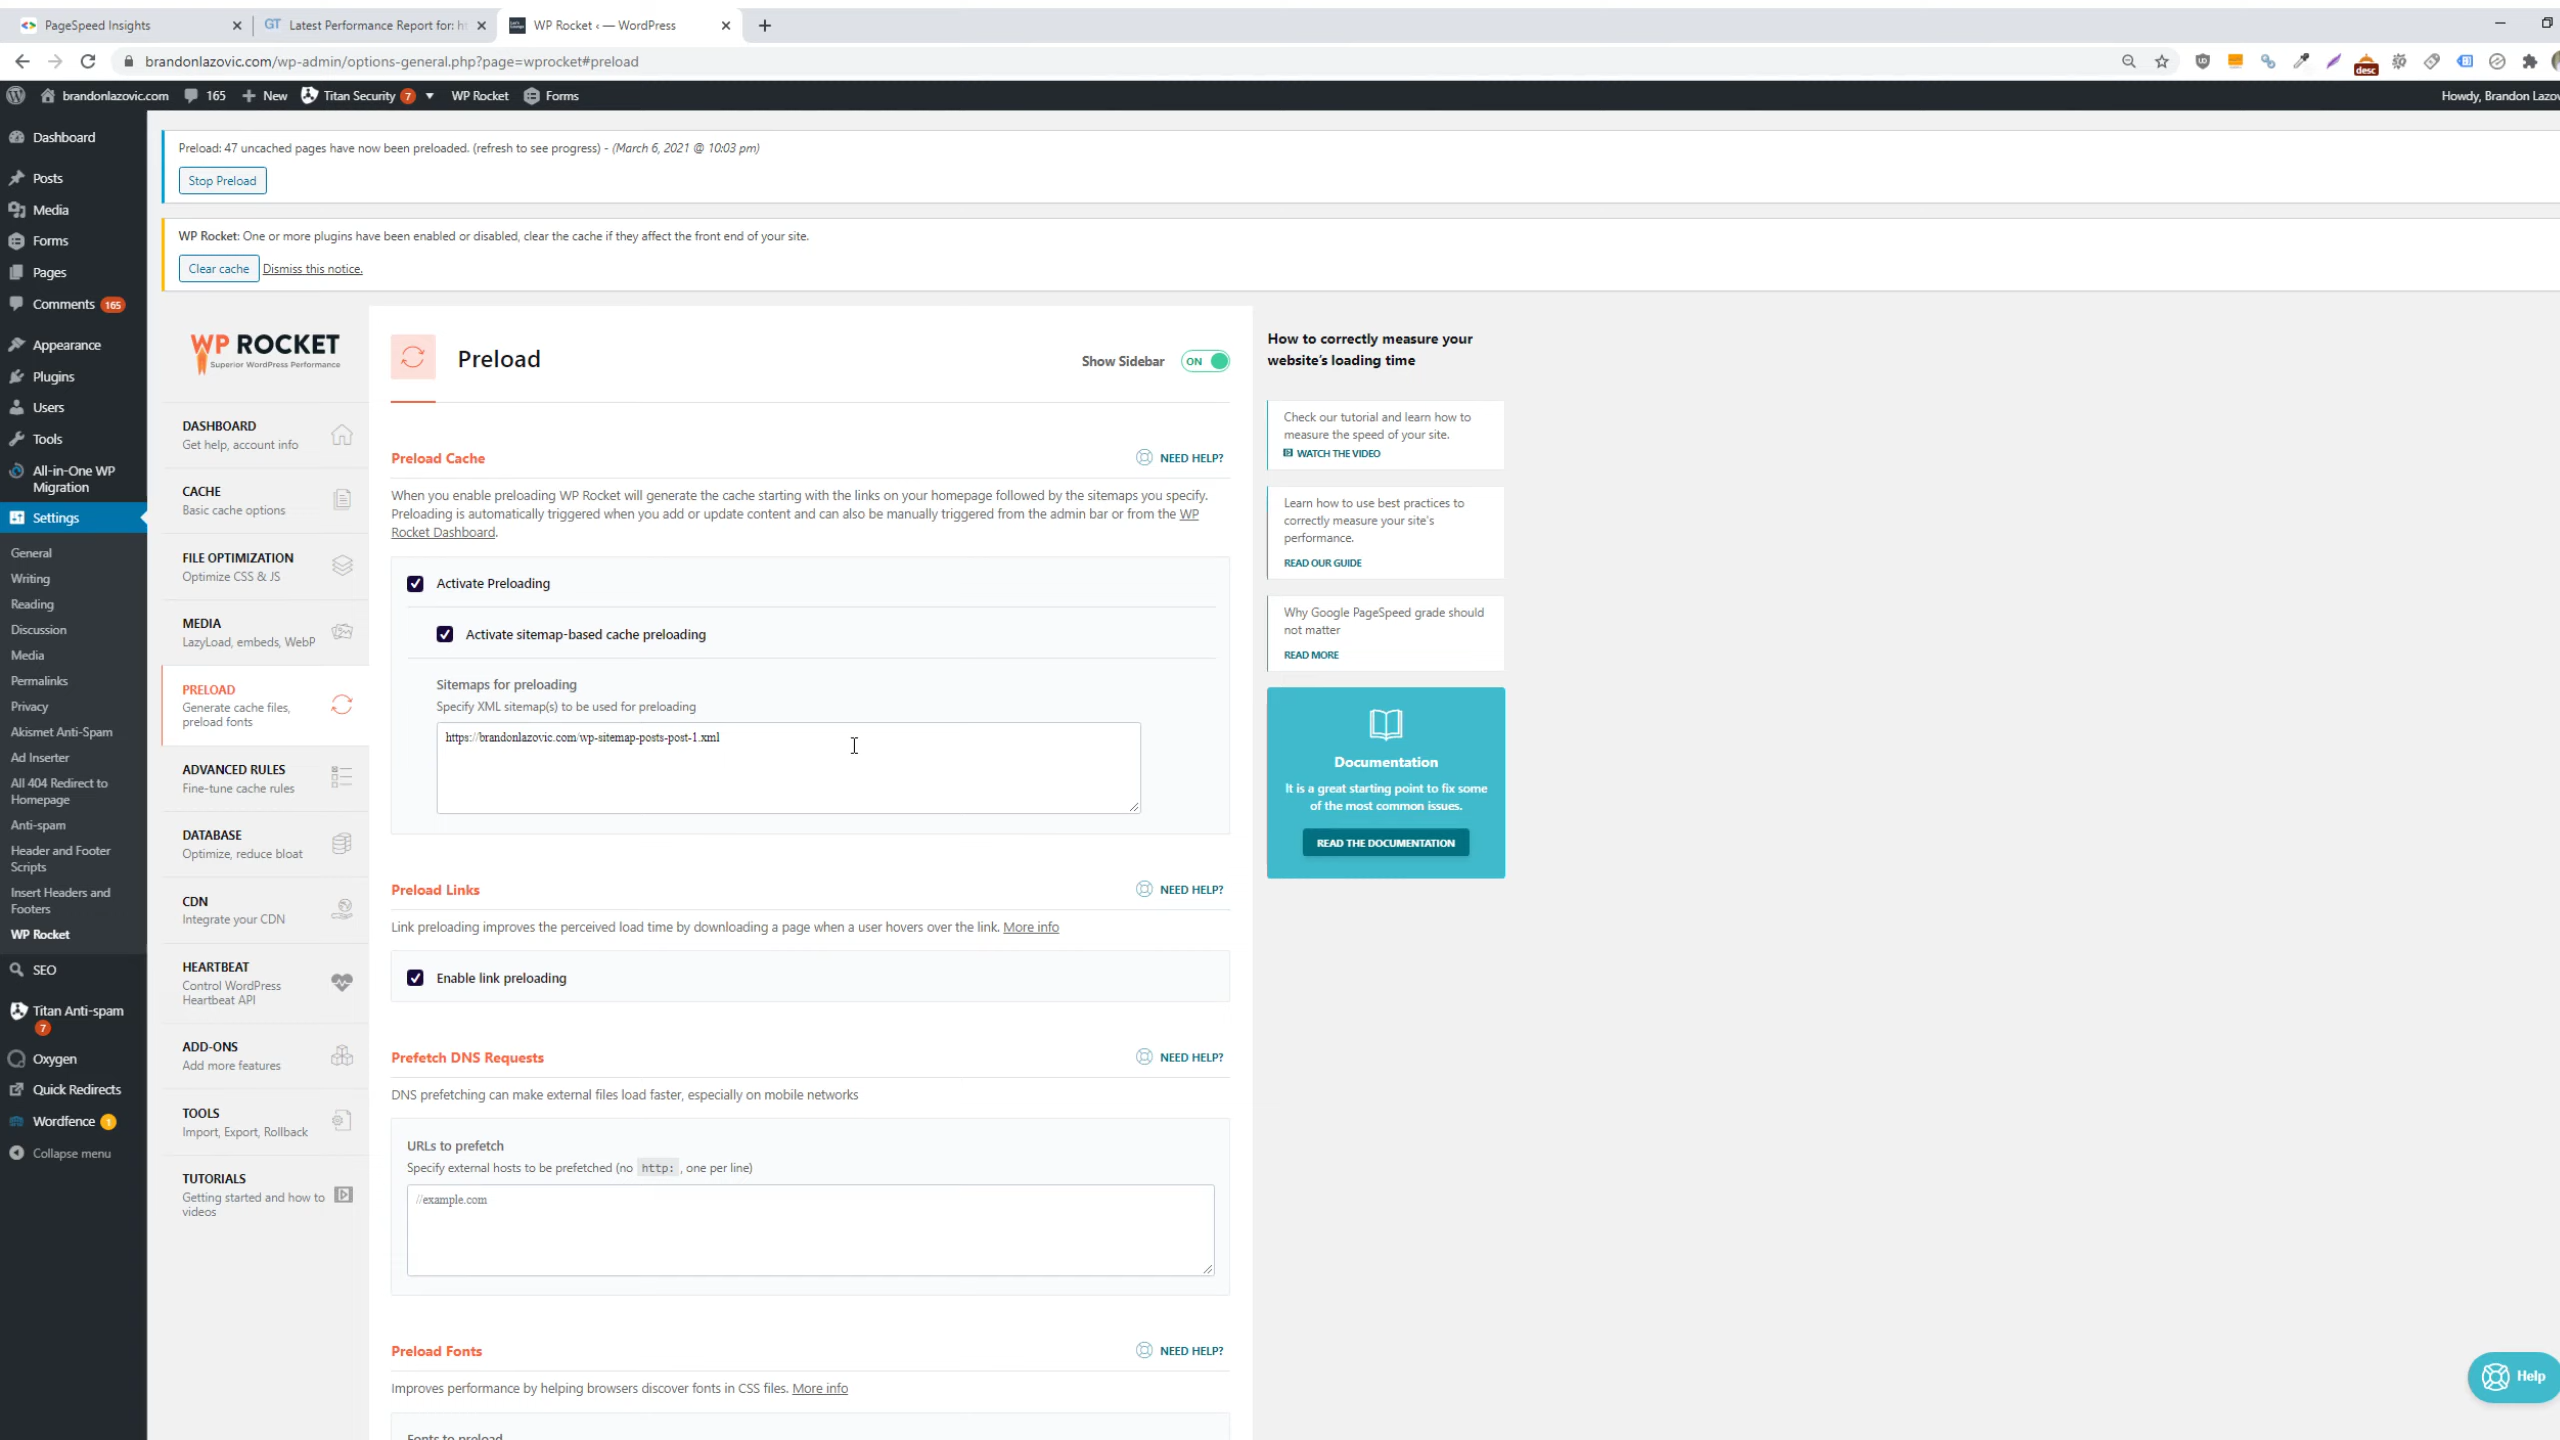 PageSpeed Insights
GT Latest Performance Report for: ht
WP Rocket ‹ — WordPress
brandonlazovic.com/wp-admin/options-general.php?page=wprocket#preload
desc
brandonlazovic.com
165
New
Titan Security 7
WP Rocket
Forms
Howdy, Brandon Lazov
Dashboard
Posts
Media
Forms
Pages
Comments 165
Appearance
Plugins
Users
Tools
All-in-One WP
Migration
Settings
General
Writing
Reading
Discussion
Media
Permalinks
Privacy
Akismet Anti-Spam
Ad Inserter
All 404 Redirect to
Homepage
Anti-spam
Header and Footer
Scripts
Insert Headers and
Footers
WP Rocket
SEO
Titan Anti-spam
7
Oxygen
Quick Redirects
Wordfence 1
Collapse menu
Preload: 47 uncached pages have now been preloaded. (refresh to see progress) - (March 6, 2021 @ 10:03 pm)
Stop Preload
WP Rocket: One or more plugins have been enabled or disabled, clear the cache if they affect the front end of your site.
Clear cache Dismiss this notice.
WP ROCKET
Superior WordPress Performance
DASHBOARD
Get help, account info
CACHE
Basic cache options
FILE OPTIMIZATION
Optimize CSS & JS
MEDIA
LazyLoad, embeds, WebP
PRELOAD
Generate cache files,
preload fonts
ADVANCED RULES
Fine-tune cache rules
DATABASE
Optimize, reduce bloat
CDN
Integrate your CDN
HEARTBEAT
Control WordPress
Heartbeat API
ADD-ONS
Add more features
TOOLS
Import, Export, Rollback
TUTORIALS
Getting started and how to
videos
Preload
Show Sidebar ON
Preload Cache
NEED HELP?
When you enable preloading WP Rocket will generate the cache starting with the links on your homepage followed by the sitemaps you specify.
Preloading is automatically triggered when you add or update content and can also be manually triggered from the admin bar or from the WP
Rocket Dashboard.
Activate Preloading
Activate sitemap-based cache preloading
Sitemaps for preloading
Specify XML sitemap(s) to be used for preloading
https://brandonlazovic.com/wp-sitemap-posts-post-1.xml
Preload Links
NEED HELP?
Link preloading improves the perceived load time by downloading a page when a user hovers over the link. More info
Enable link preloading
Prefetch DNS Requests
NEED HELP?
DNS prefetching can make external files load faster, especially on mobile networks
URLs to prefetch
Specify external hosts to be prefetched (no http: , one per line)
//example.com
Preload Fonts
NEED HELP?
Improves performance by helping browsers discover fonts in CSS files. More info
Fonts to preload
How to correctly measure your
website's loading time
Check our tutorial and learn how to
measure the speed of your site.
WATCH THE VIDEO
Learn how to use best practices to
correctly measure your site's
performance.
READ OUR GUIDE
Why Google PageSpeed grade should
not matter
READ MORE
Documentation
It is a great starting point to fix some
of the most common issues.
READ THE DOCUMENTATION
Help